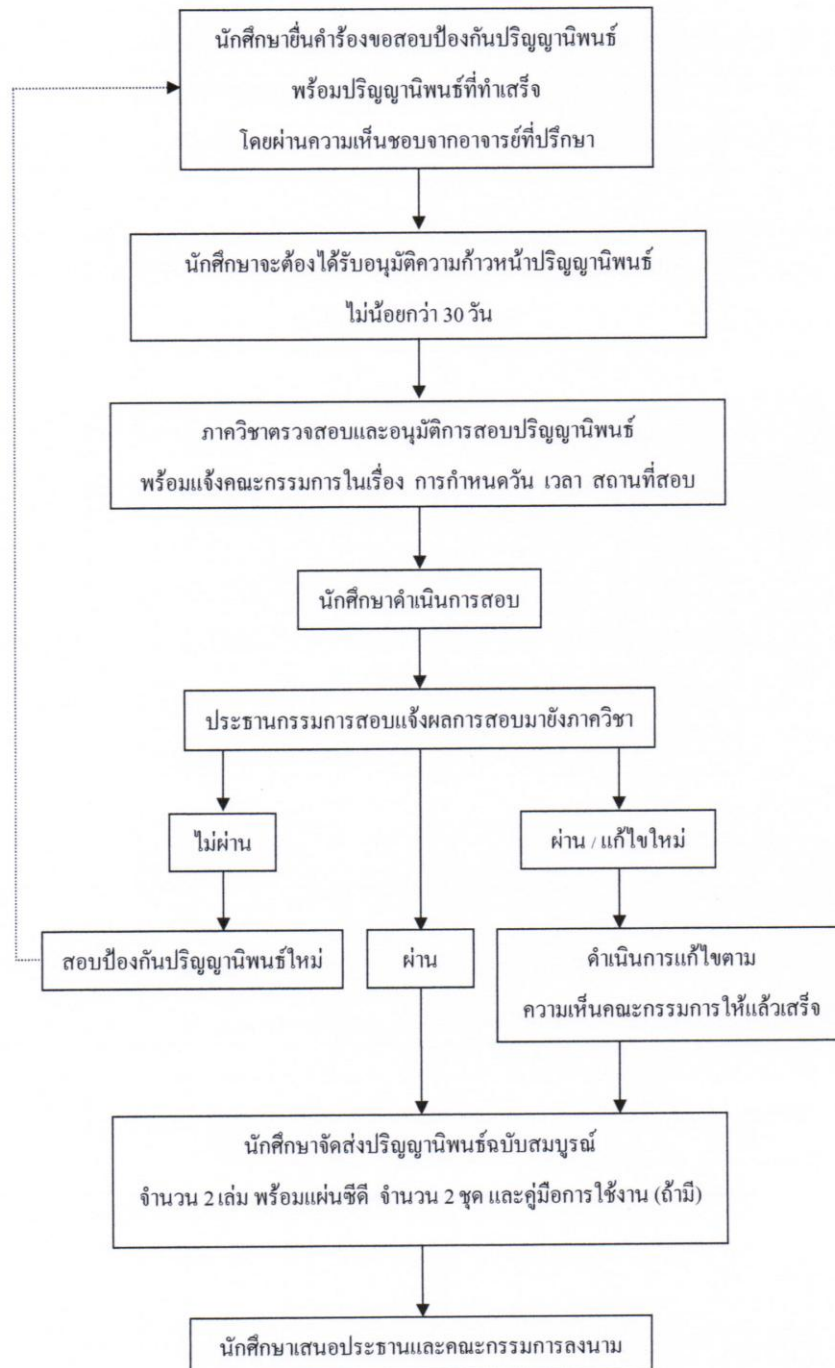 นักศึกษายื่นคำร้องขอสอบป้องกันปริญญานิพนธ์
พร้อมปริญญานิพนธ์ที่ทำเสร็จ
โดยผ่านความเห็นชอบจากอาจารย์ที่ปรึกษา
นักศึกษาจะต้องได้รับอนุมัติความก้าวหน้าปริญญานิพนธ์
ไม่น้อยกว่า 30 วัน
ภาควิชาตรวจสอบและอนุมัติการสอบปริญญานิพนธ์
พร้อมแจ้งคณะกรรมการในเรื่อง การกำหนดวัน เวลา สถานที่สอบ
นักศึกษาดำเนินการสอบ
ประธานกรรมการสอบแจ้งผลการสอบมายังภาควิชา
ไม่ผ่าน
ผ่าน / แก้ไขใหม่
สอบป้องกันปริญญานิพนธ์ใหม่
ผ่าน
ดำเนินการแก้ไขตาม
ความเห็นคณะกรรมการให้แล้วเสร็จ
นักศึกษาจัดส่งปริญญานิพนธ์ฉบับสมบูรณ์
จำนวน 2 เล่ม พร้อมแผ่นซีดี จำนวน 2 ชุด และคู่มือการใช้งาน (ถ้ามี)
นักศึกษาเสนอประธานและคณะกรรมการลงนาม